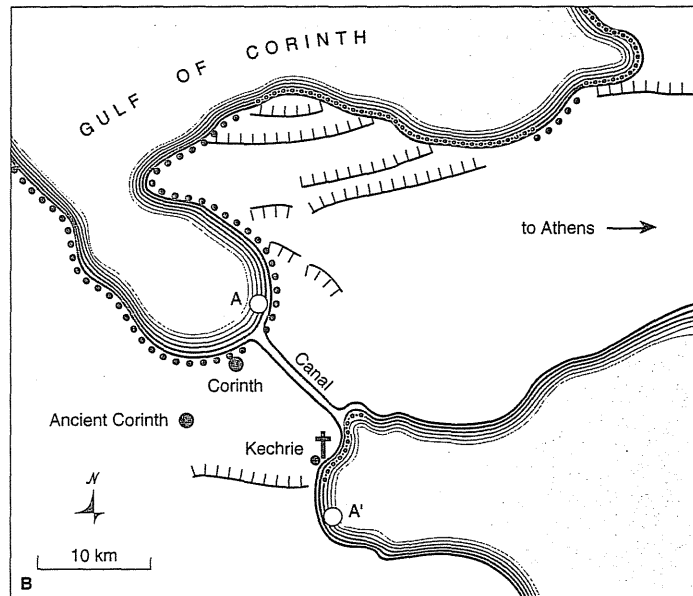 GULF OF CORINTH
to Athens
A
Canal
Corinth
Ancient Corinth
Kechrie
A'
N
10 km
B